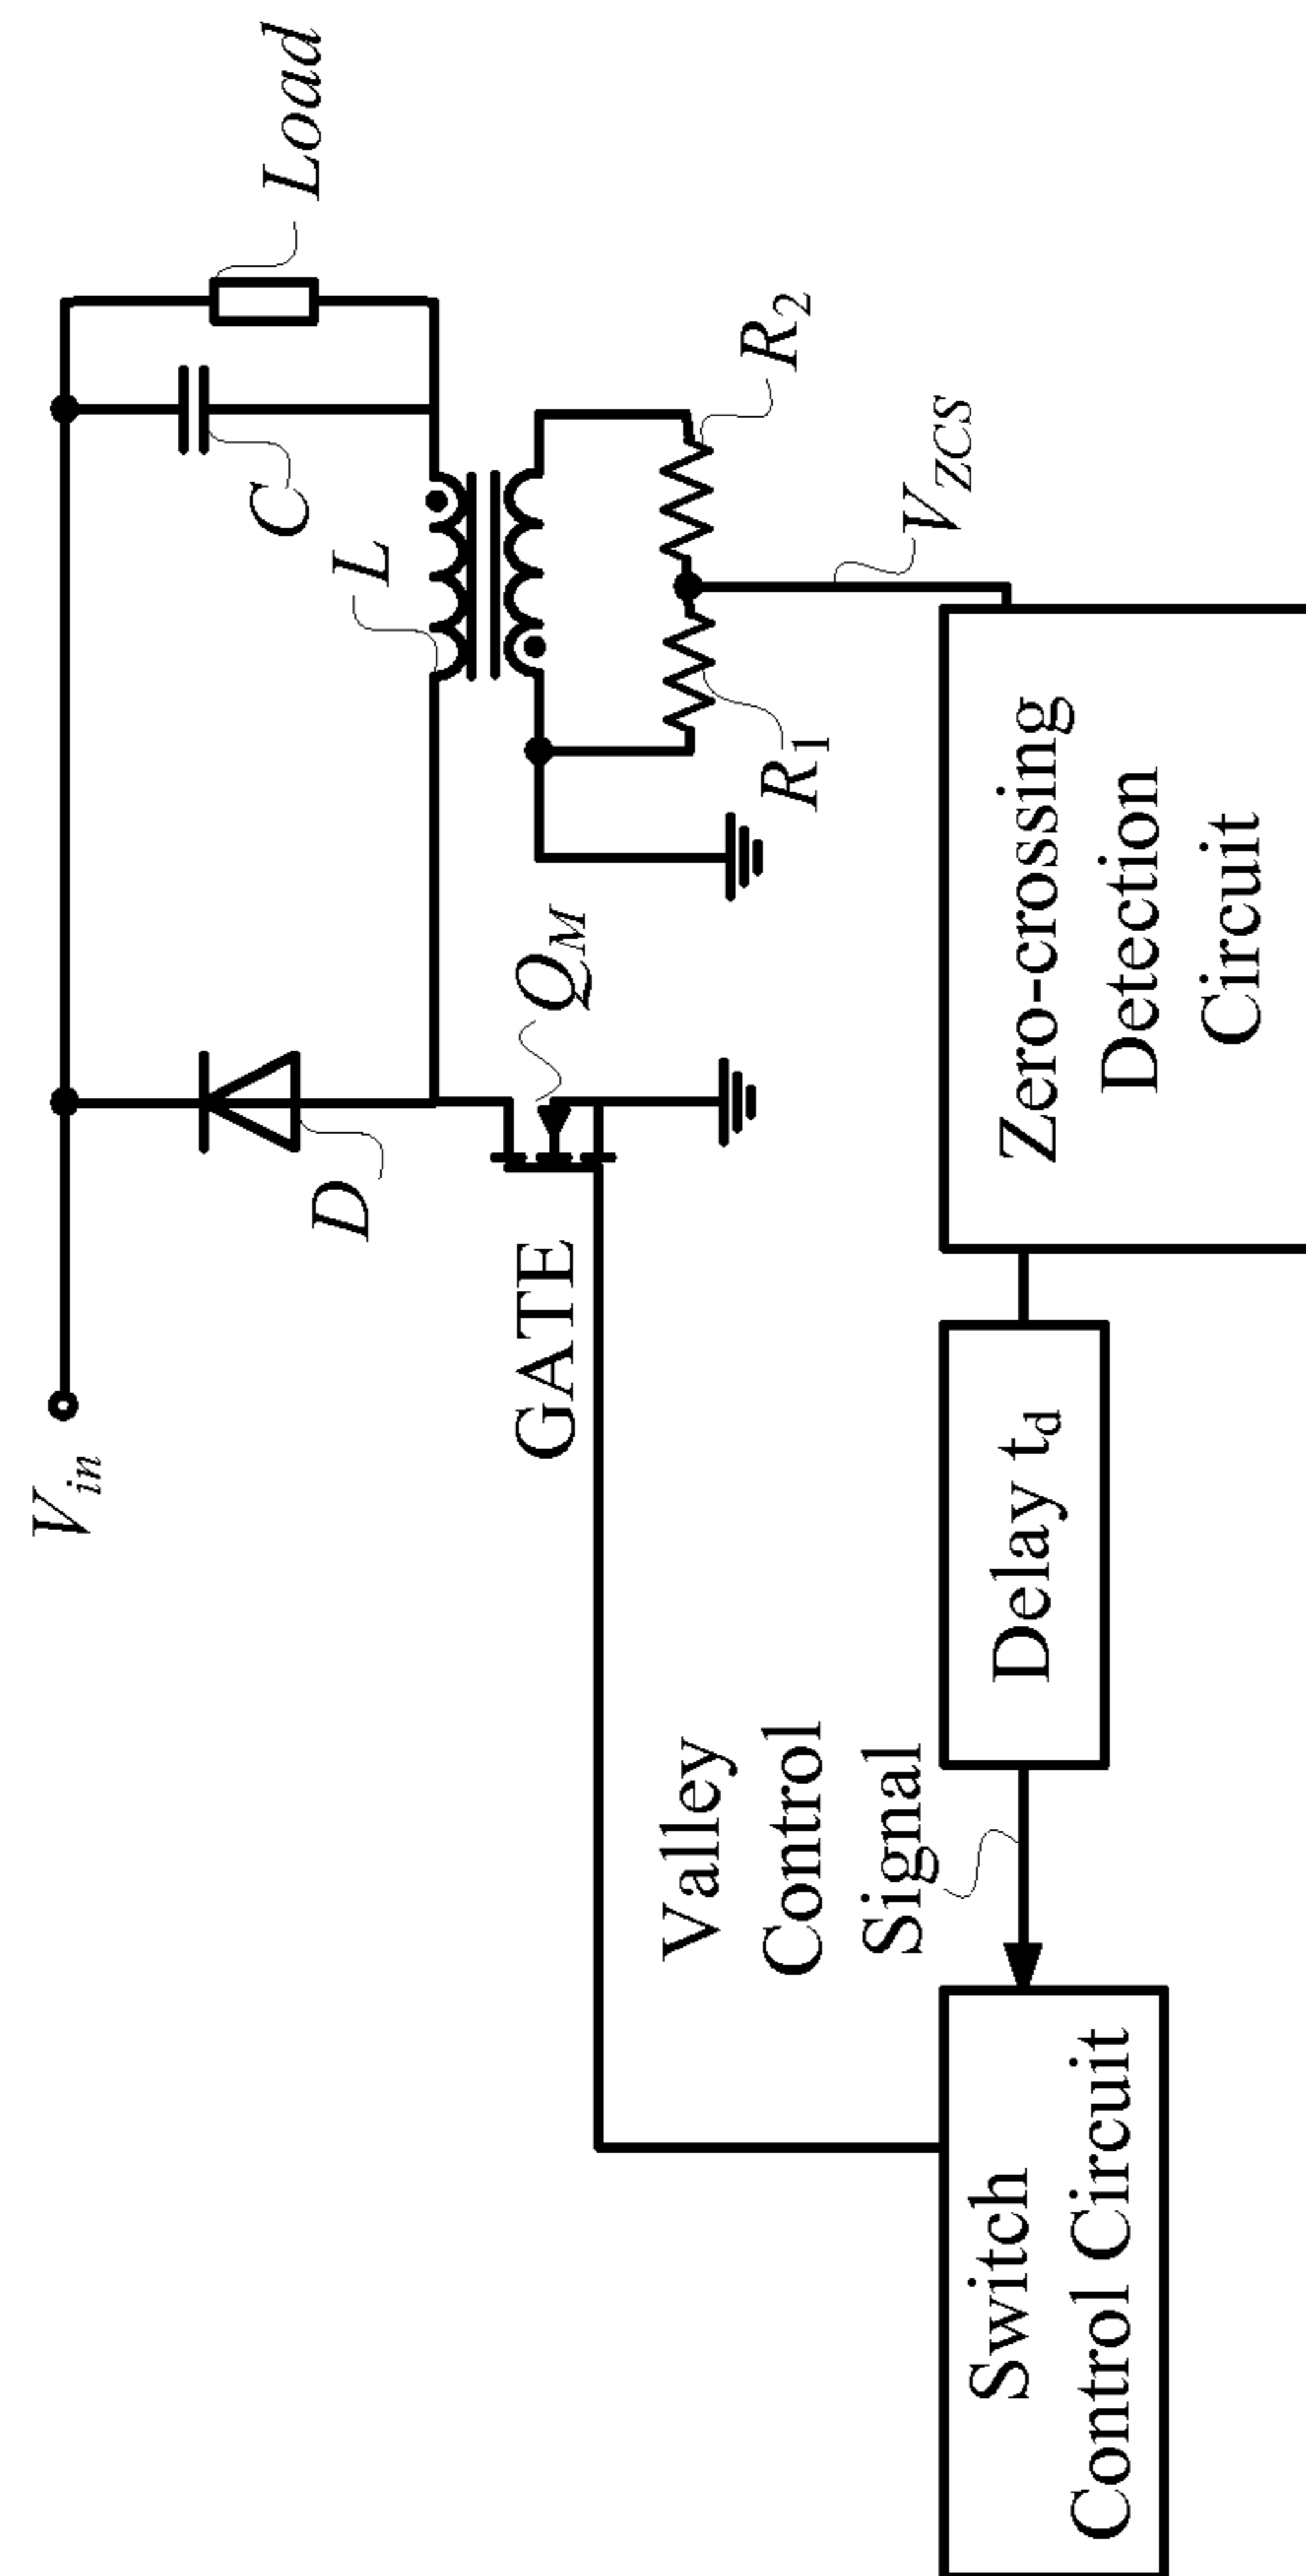 V_in
D
C
Load
L
GATE
Q_M
R_1
R_2
V_ZCS
Valley
Control
Signal
Switch
Control Circuit
Delay t_d
Zero-crossing
Detection
Circuit